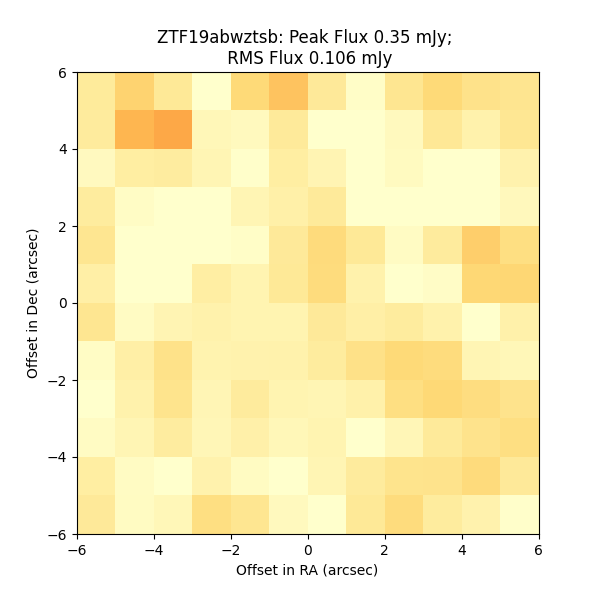 ZTF19abwztsb: Peak Flux 0.35 mJy;
RMS Flux 0.106 mJy
6
4
2
0
−2
−4
−6
Offset in Dec (arcsec)
−6 −4 −2 0 2 4 6
Offset in RA (arcsec)